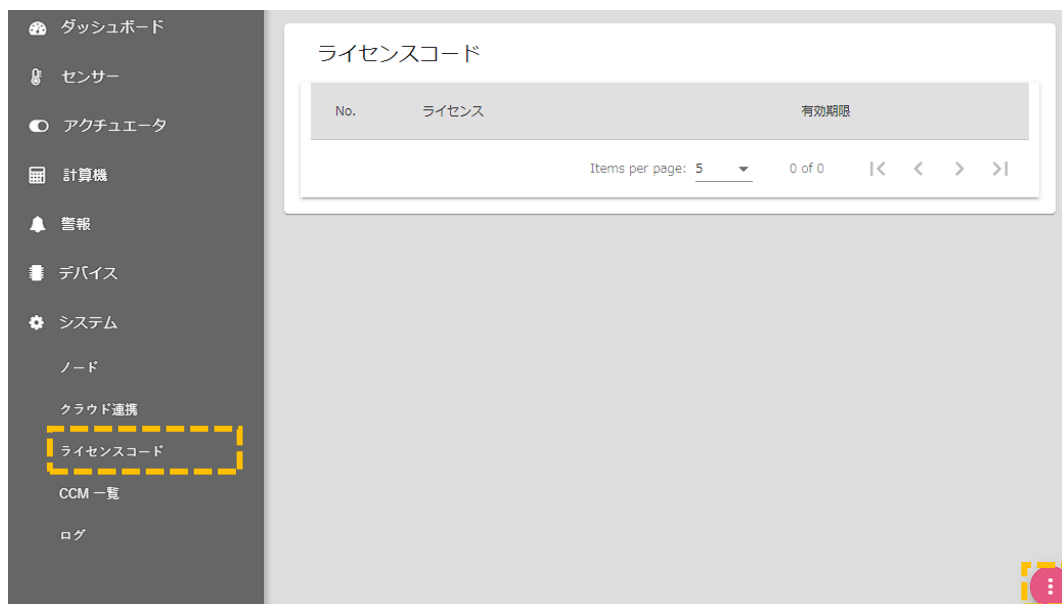 ダッシュボード
センサー
アクチュエータ
計算機
警報
デバイス
システム
ノード
クラウド連携
ライセンスコード
CCM 一覧
ログ
ライセンスコード
No. ライセンス 有効期限
Items per page: 5 0 of 0